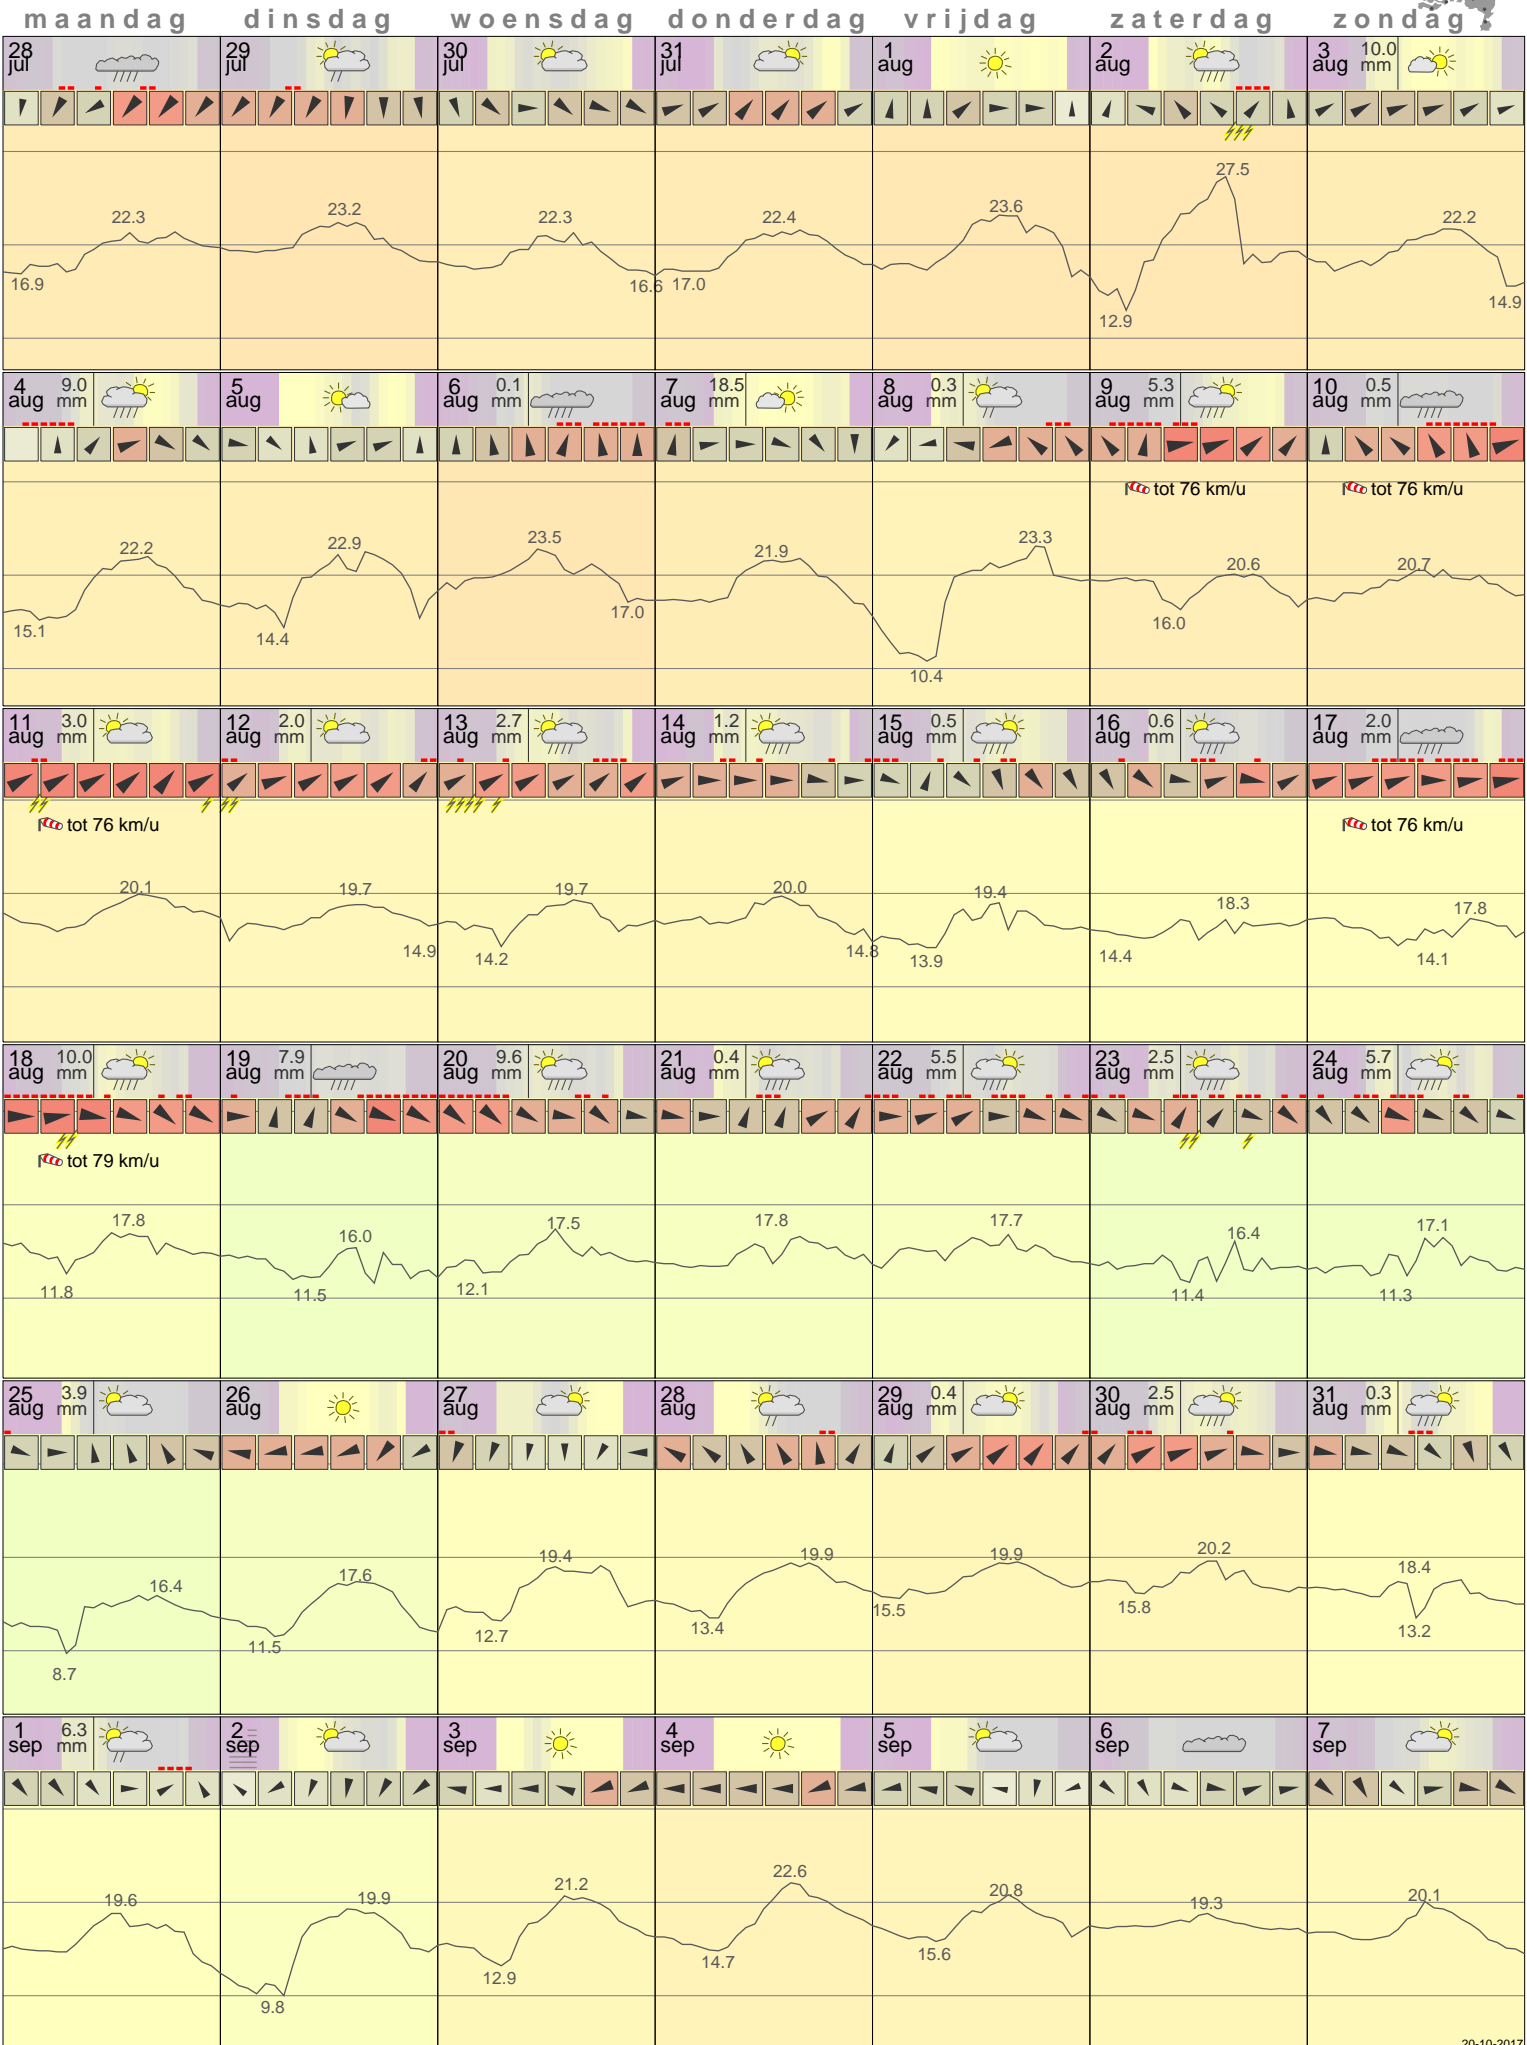 maandag dinsdag woensdag donderdag vrijdag zaterdag zondag
28 29 30 31 1 2 3 10.0
jul jul jul jul aug aug aug mm
27.5
22.3 23.2 22.3 22.4 23.6 22.2
16.9 16.6 17.0 12.9 14.9
4 9.0 5 6 0.1 7 18.5 8 0.3 9 5.3 10 0.5
aug mm aug aug mm aug mm aug mm aug mm aug mm
tot 76 km/u tot 76 km/u
22.2 22.9 23.5 21.9 23.3 20.6 20.7
15.1 14.4 17.0 10.4 16.0
11 3.0 12 2.0 13 2.7 14 1.2 15 0.5 16 0.6 17 2.0
aug mm aug mm aug mm aug mm aug mm aug mm aug mm
tot 76 km/u tot 76 km/u
20.1 19.7 19.7 20.0 19.4 18.3 17.8
14.9 14.2 14.8 13.9 14.4 14.1
18 10.0 19 7.9 20 9.6 21 0.4 22 5.5 23 2.5 24 5.7
aug mm aug mm aug mm aug mm aug mm aug mm aug mm
tot 79 km/u
17.8 16.0 17.5 17.8 17.7 16.4 17.1
11.8 11.5 12.1 11.4 11.3
25 3.9 26 27 28 29 0.4 30 2.5 31 0.3
aug mm aug aug aug aug mm aug mm aug mm
16.4 17.6 19.4 19.9 19.9 20.2 18.4
8.7 11.5 12.7 13.4 15.5 15.8 13.2
1 6.3 2 3 4 5 6 7
sep mm sep sep sep sep sep sep
19.6 19.9 21.2 22.6 20.8 19.3 20.1
9.8 12.9 14.7 15.6
20-10-2017